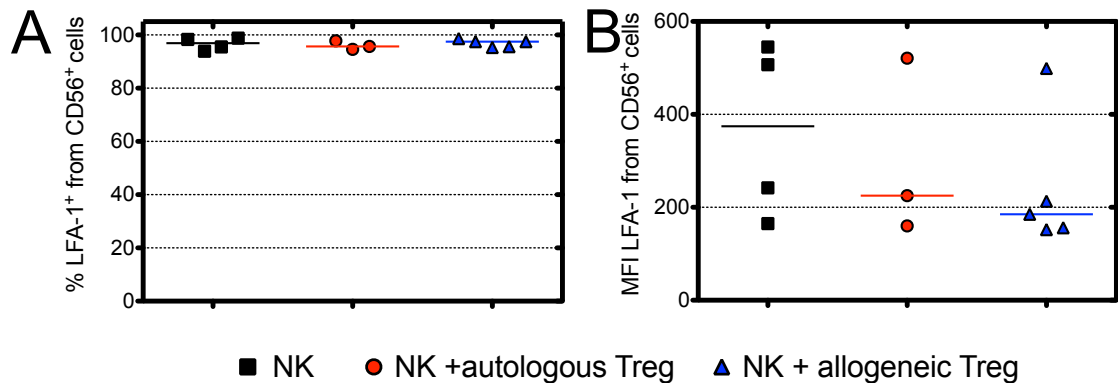 A
% LFA-1⁺ from CD56⁺ cells
100
80
60
40
20
0
B
MFI LFA-1 from CD56⁺ cells
600
400
200
0
NK NK +autologous Treg NK + allogeneic Treg